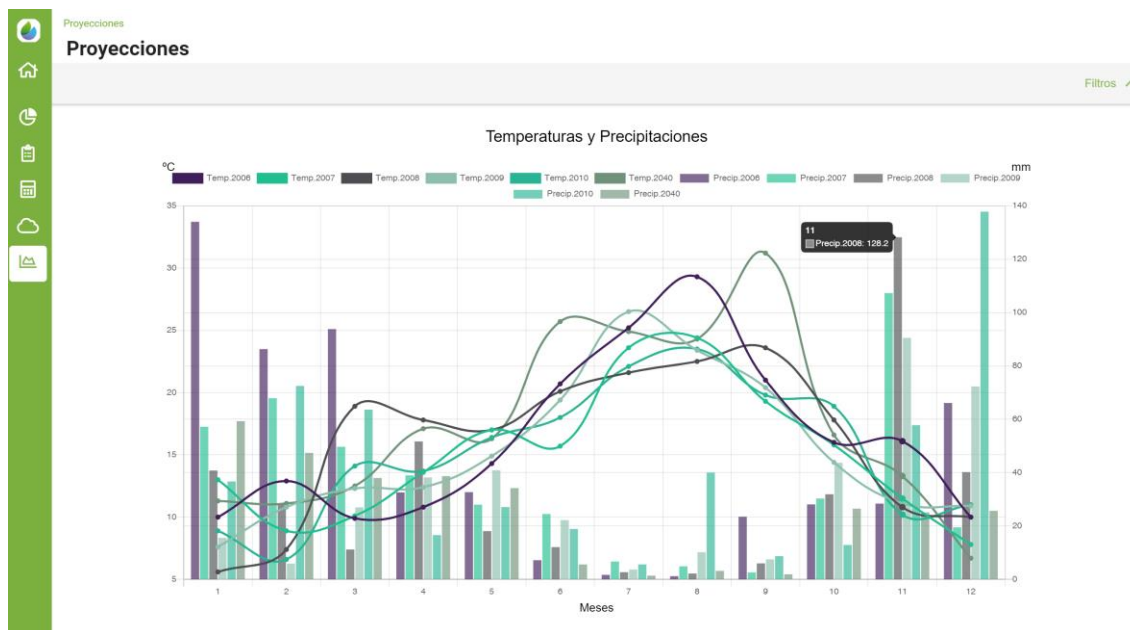 Proyecciones
Proyecciones
Filtros
Temperaturas y Precipitaciones
ºC
mm
Temp.2006 Temp.2007 Temp.2008 Temp.2009 Temp.2010 Temp.2040 Precip.2006 Precip.2007 Precip.2008 Precip.2009
Precip.2010 Precip.2040
35 140
11
Precip.2008: 128.2
120
30
100
25
80
20
60
15
40
10
20
5 0
1 2 3 4 5 6 7 8 9 10 11 12
Meses